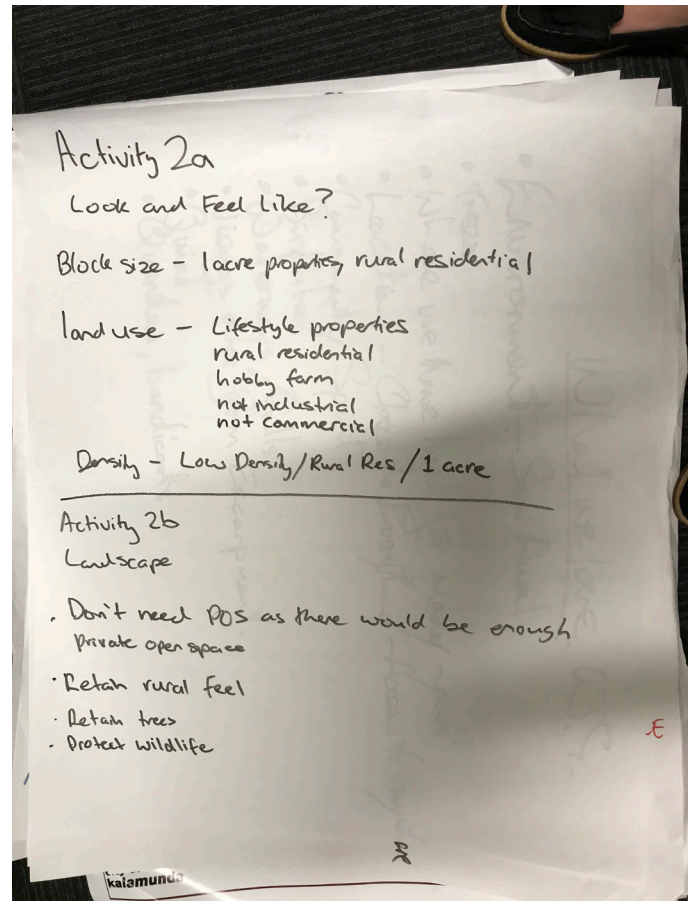 Activity 2a
Look and Feel Like?
Block size - 1acre properties, rural residential
land use - Lifestyle properties
rural residential
hobby farm
not industrial
not commercial
Density - Low Density/Rural Res/1 acre
Activity 2b
Landscape
. Don't need POS as there would be enough
Private open space
· Retain rural feel
· Retain trees
· Protect wildlife
E
kalamunda